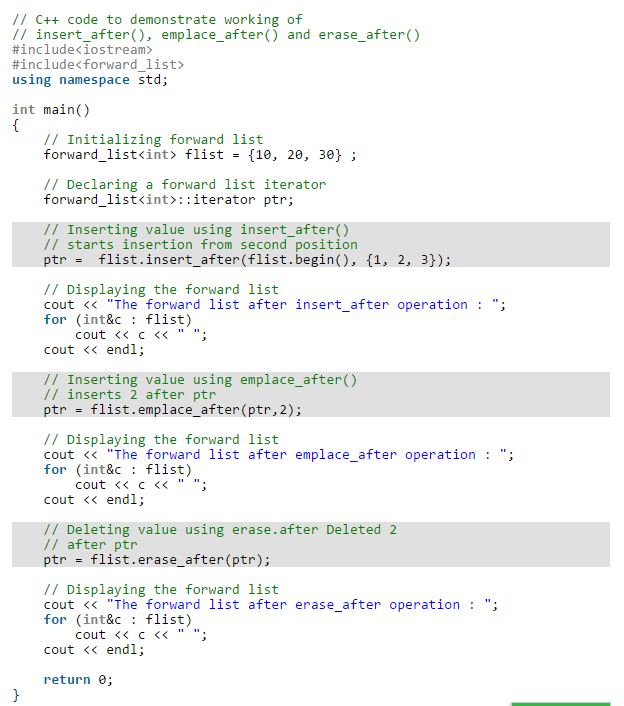 // C++ code to demonstrate working of
// insert_after(), emplace_after() and erase_after()
#include<iostream>
#include<forward_list>
using namespace std;
int main()
{
// Initializing forward list
forward_list<int> flist = {10, 20, 30} ;
// Declaring a forward list iterator
forward_list<int>::iterator ptr;
// Inserting value using insert_after()
// starts insertion from second position
ptr =  flist.insert_after(flist.begin(), {1, 2, 3});
// Displaying the forward list
cout << "The forward list after insert_after operation : ";
for (int&c : flist)
cout << c << " ";
cout << endl;
// Inserting value using emplace_after()
// inserts 2 after ptr
ptr = flist.emplace_after(ptr,2);
// Displaying the forward list
cout << "The forward list after emplace_after operation : ";
for (int&c : flist)
cout << c << " ";
cout << endl;
// Deleting value using erase.after Deleted 2
// after ptr
ptr = flist.erase_after(ptr);
// Displaying the forward list
cout << "The forward list after erase_after operation : ";
for (int&c : flist)
cout << c << " ";
cout << endl;
return 0;
}